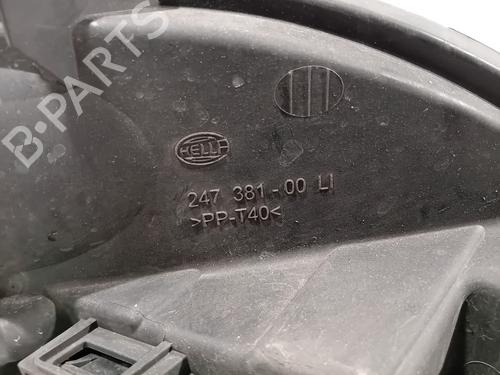 B-PARTS
HELLA
247 381-00 LI
>PP-T40<